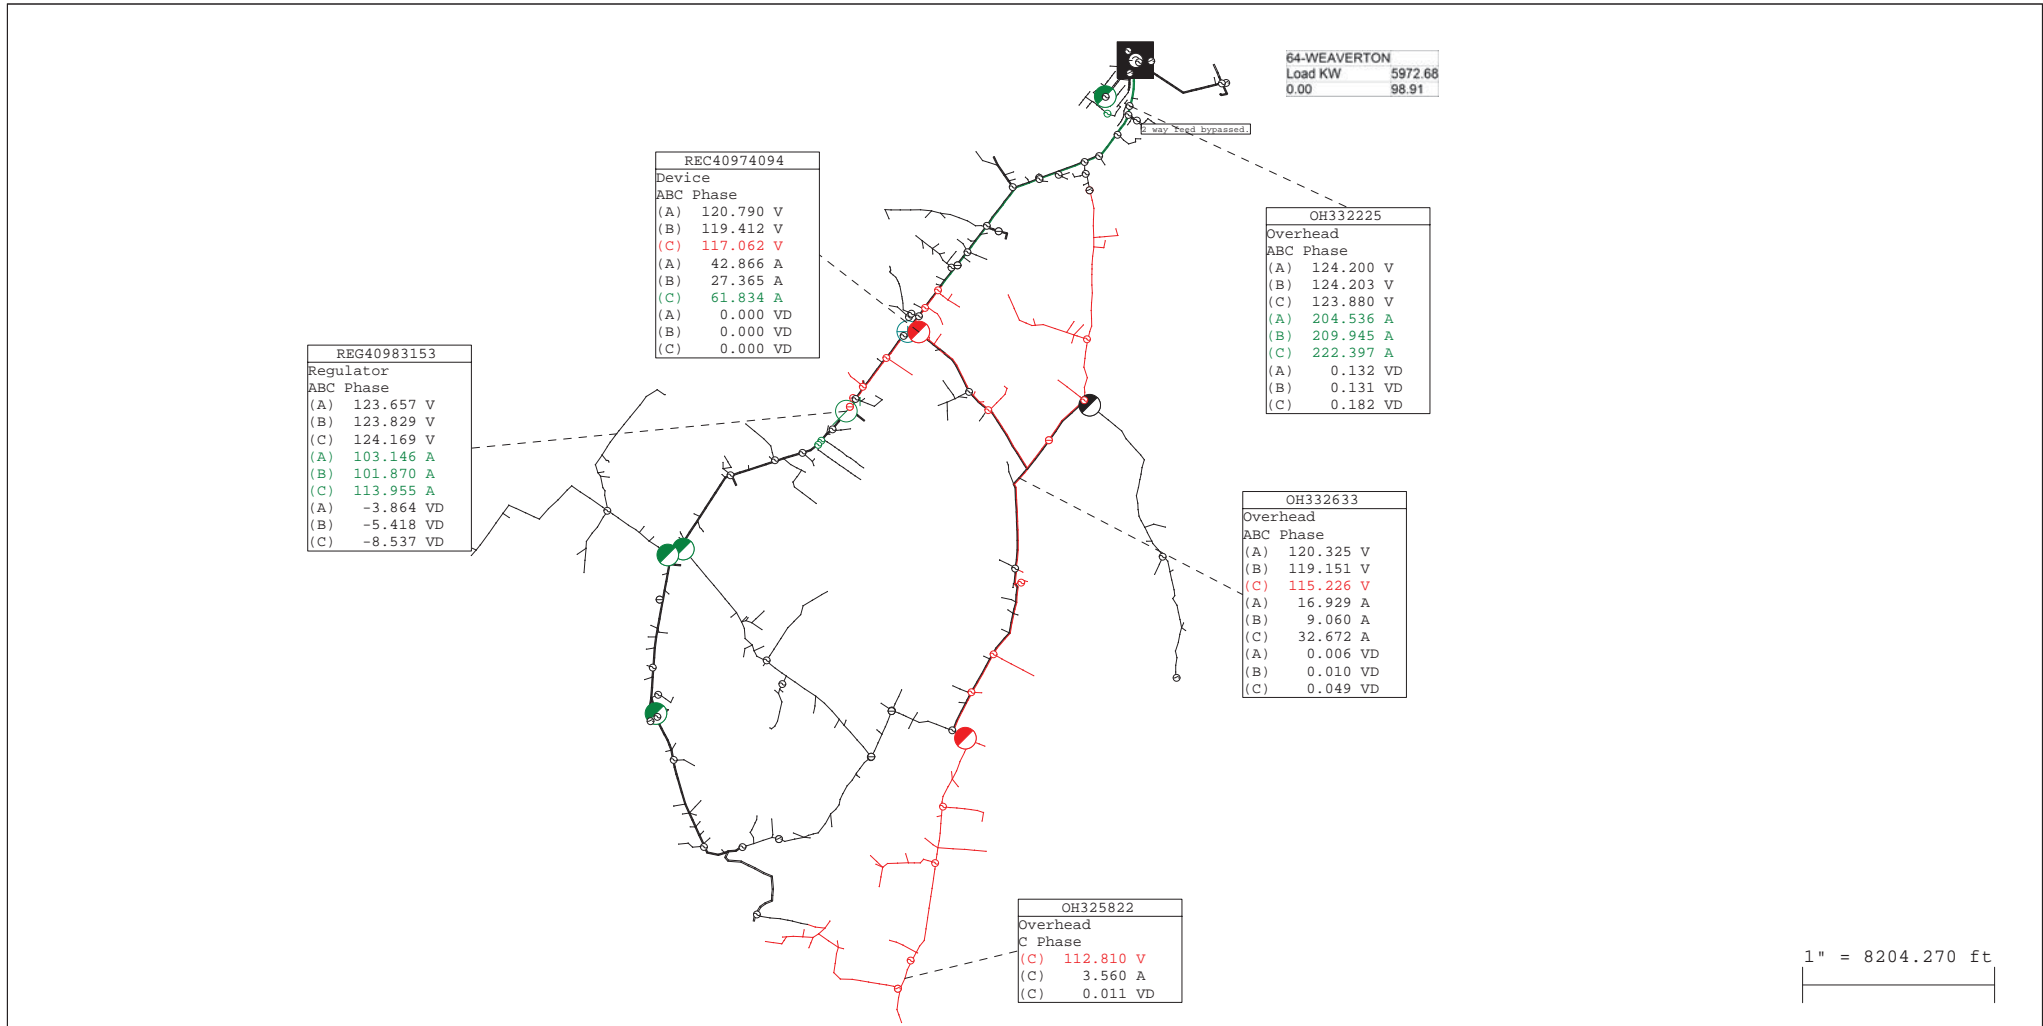 64-WEAVERTON
Load KW 5972.68
0.00 98.91
2 way feed bypassed.
REC40974094
Device
ABC Phase
(A) 120.790 V
(B) 119.412 V
(C) 117.062 V
(A) 42.866 A
(B) 27.365 A
(C) 61.834 A
(A) 0.000 VD
(B) 0.000 VD
(C) 0.000 VD
OH332225
Overhead
ABC Phase
(A) 124.200 V
(B) 124.203 V
(C) 123.880 V
(A) 204.536 A
(B) 209.945 A
(C) 222.397 A
(A) 0.132 VD
(B) 0.131 VD
(C) 0.182 VD
REG40983153
Regulator
ABC Phase
(A) 123.657 V
(B) 123.829 V
(C) 124.169 V
(A) 103.146 A
(B) 101.870 A
(C) 113.955 A
(A) -3.864 VD
(B) -5.418 VD
(C) -8.537 VD
OH332633
Overhead
ABC Phase
(A) 120.325 V
(B) 119.151 V
(C) 115.226 V
(A) 16.929 A
(B) 9.060 A
(C) 32.672 A
(A) 0.006 VD
(B) 0.010 VD
(C) 0.049 VD
OH325822
Overhead
C Phase
(C) 112.810 V
(C) 3.560 A
(C) 0.011 VD
1" = 8204.270 ft